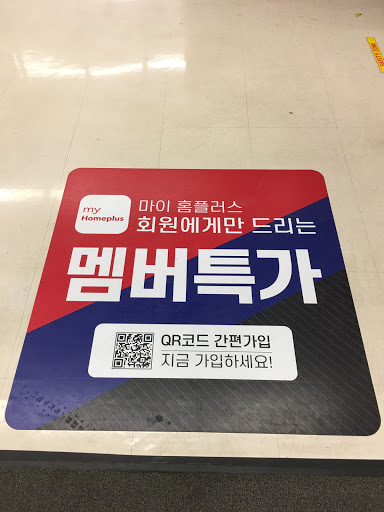 my
Homeplus
마이 홈플러스
회원에게만 드리는
멤버특가
QR코드 간편가입
지금 가입하세요!